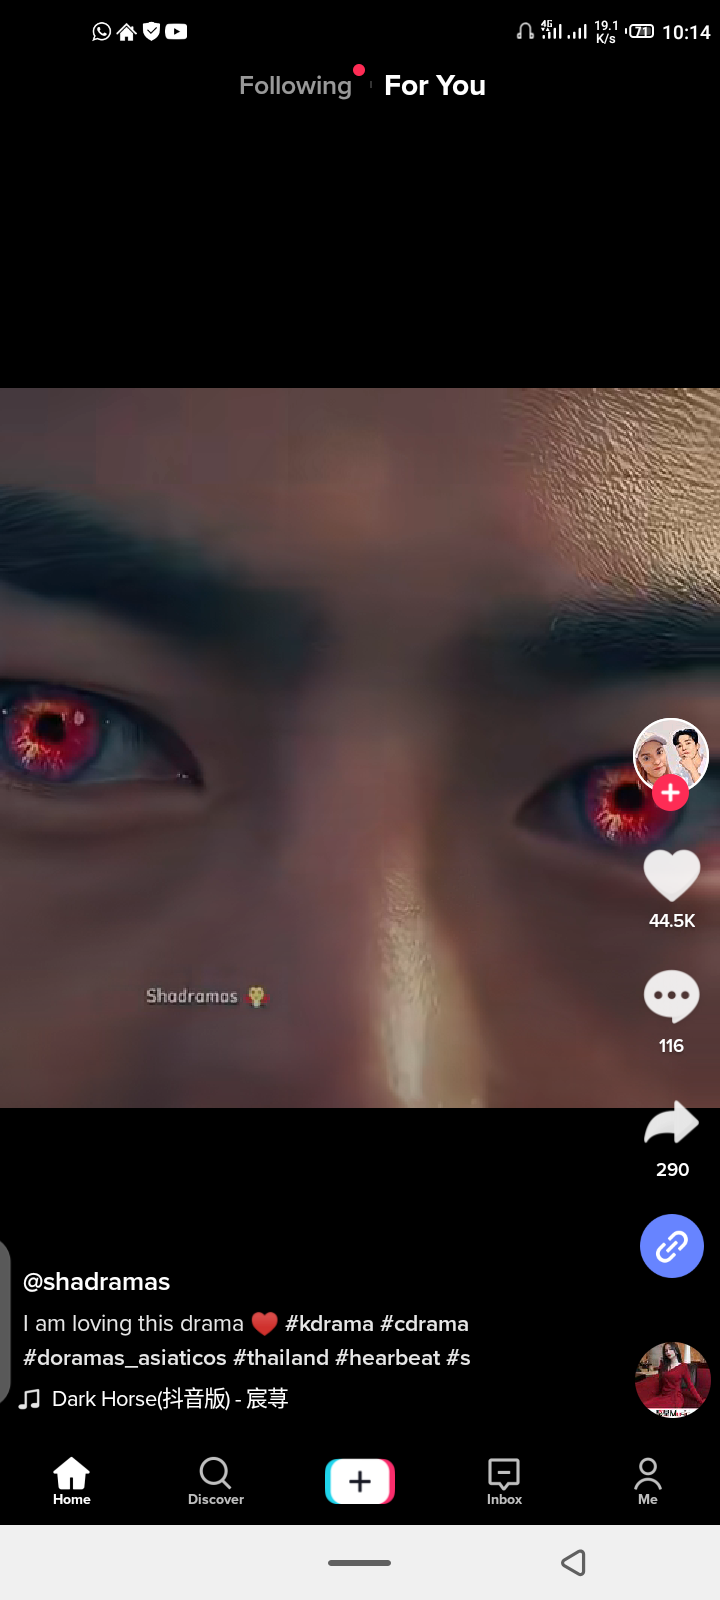 4G
19.1
K/s
71
10:14
Following
For You
44.5K
Shadramas
116
290
@shadramas
I am loving this drama ❤️ #kdrama #cdrama
#doramas_asiaticos #thailand #hearbeat #s
Dark Horse(抖音版) - 宸荨
Home
Discover
Inbox
Me